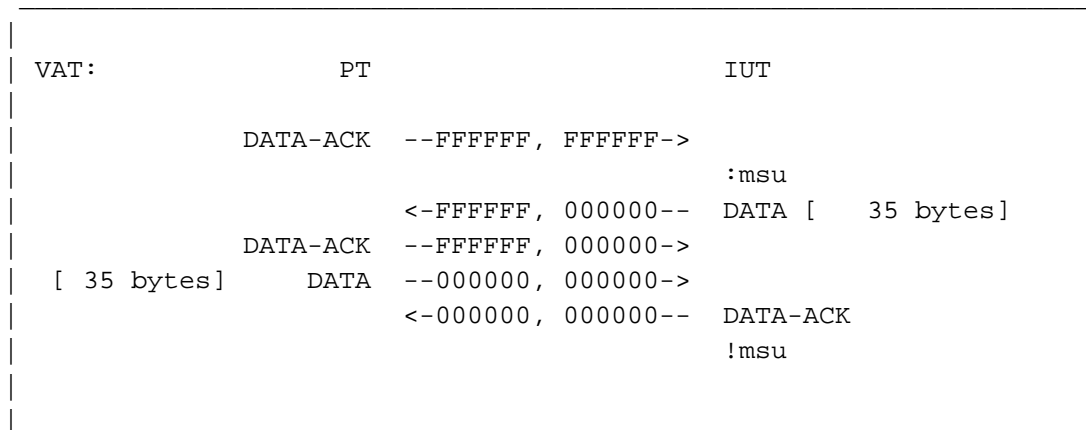 VAT: PT IUT
DATA-ACK --FFFFFF, FFFFFF->
:msu
<-FFFFFF, 000000-- DATA [ 35 bytes]
DATA-ACK --FFFFFF, 000000->
[ 35 bytes] DATA --000000, 000000->
<-000000, 000000-- DATA-ACK
!msu